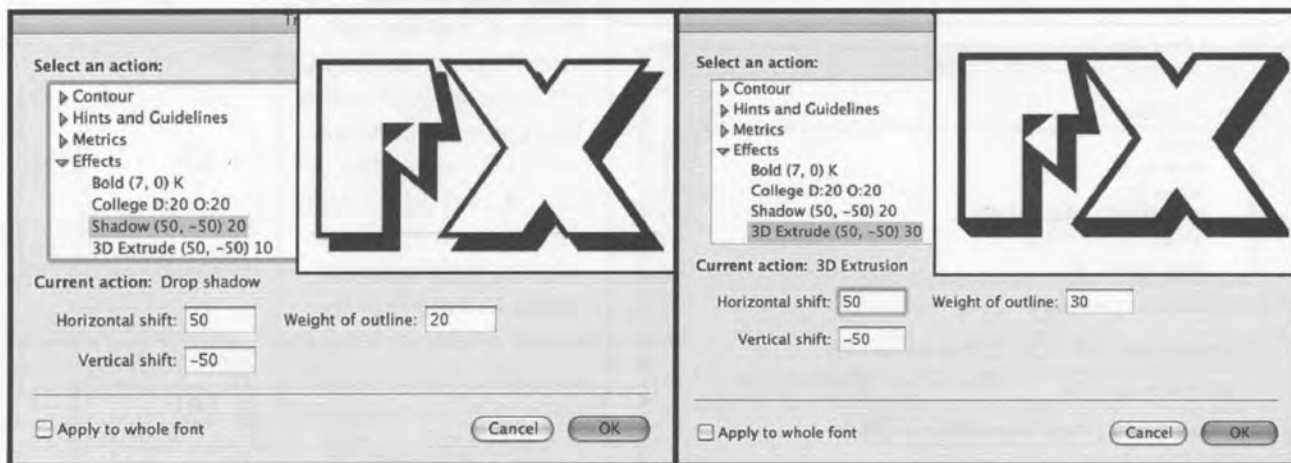 Tr
Select an action:
Contour
Hints and Guidelines
Metrics
Effects
Bold (7, 0) K
College D:20 O:20
Shadow (50, -50) 20
3D Extrude (50, -50) 10
Current action: Drop shadow
Horizontal shift: 50 Weight of outline: 20
Vertical shift: -50
Apply to whole font
Cancel OK
FX
Select an action:
Contour
Hints and Guidelines
Metrics
Effects
Bold (7, 0) K
College D:20 O:20
Shadow (50, -50) 20
3D Extrude (50, -50) 30
Current action: 3D Extrusion
Horizontal shift: 50 Weight of outline: 30
Vertical shift: -50
Apply to whole font
Cancel OK
FX